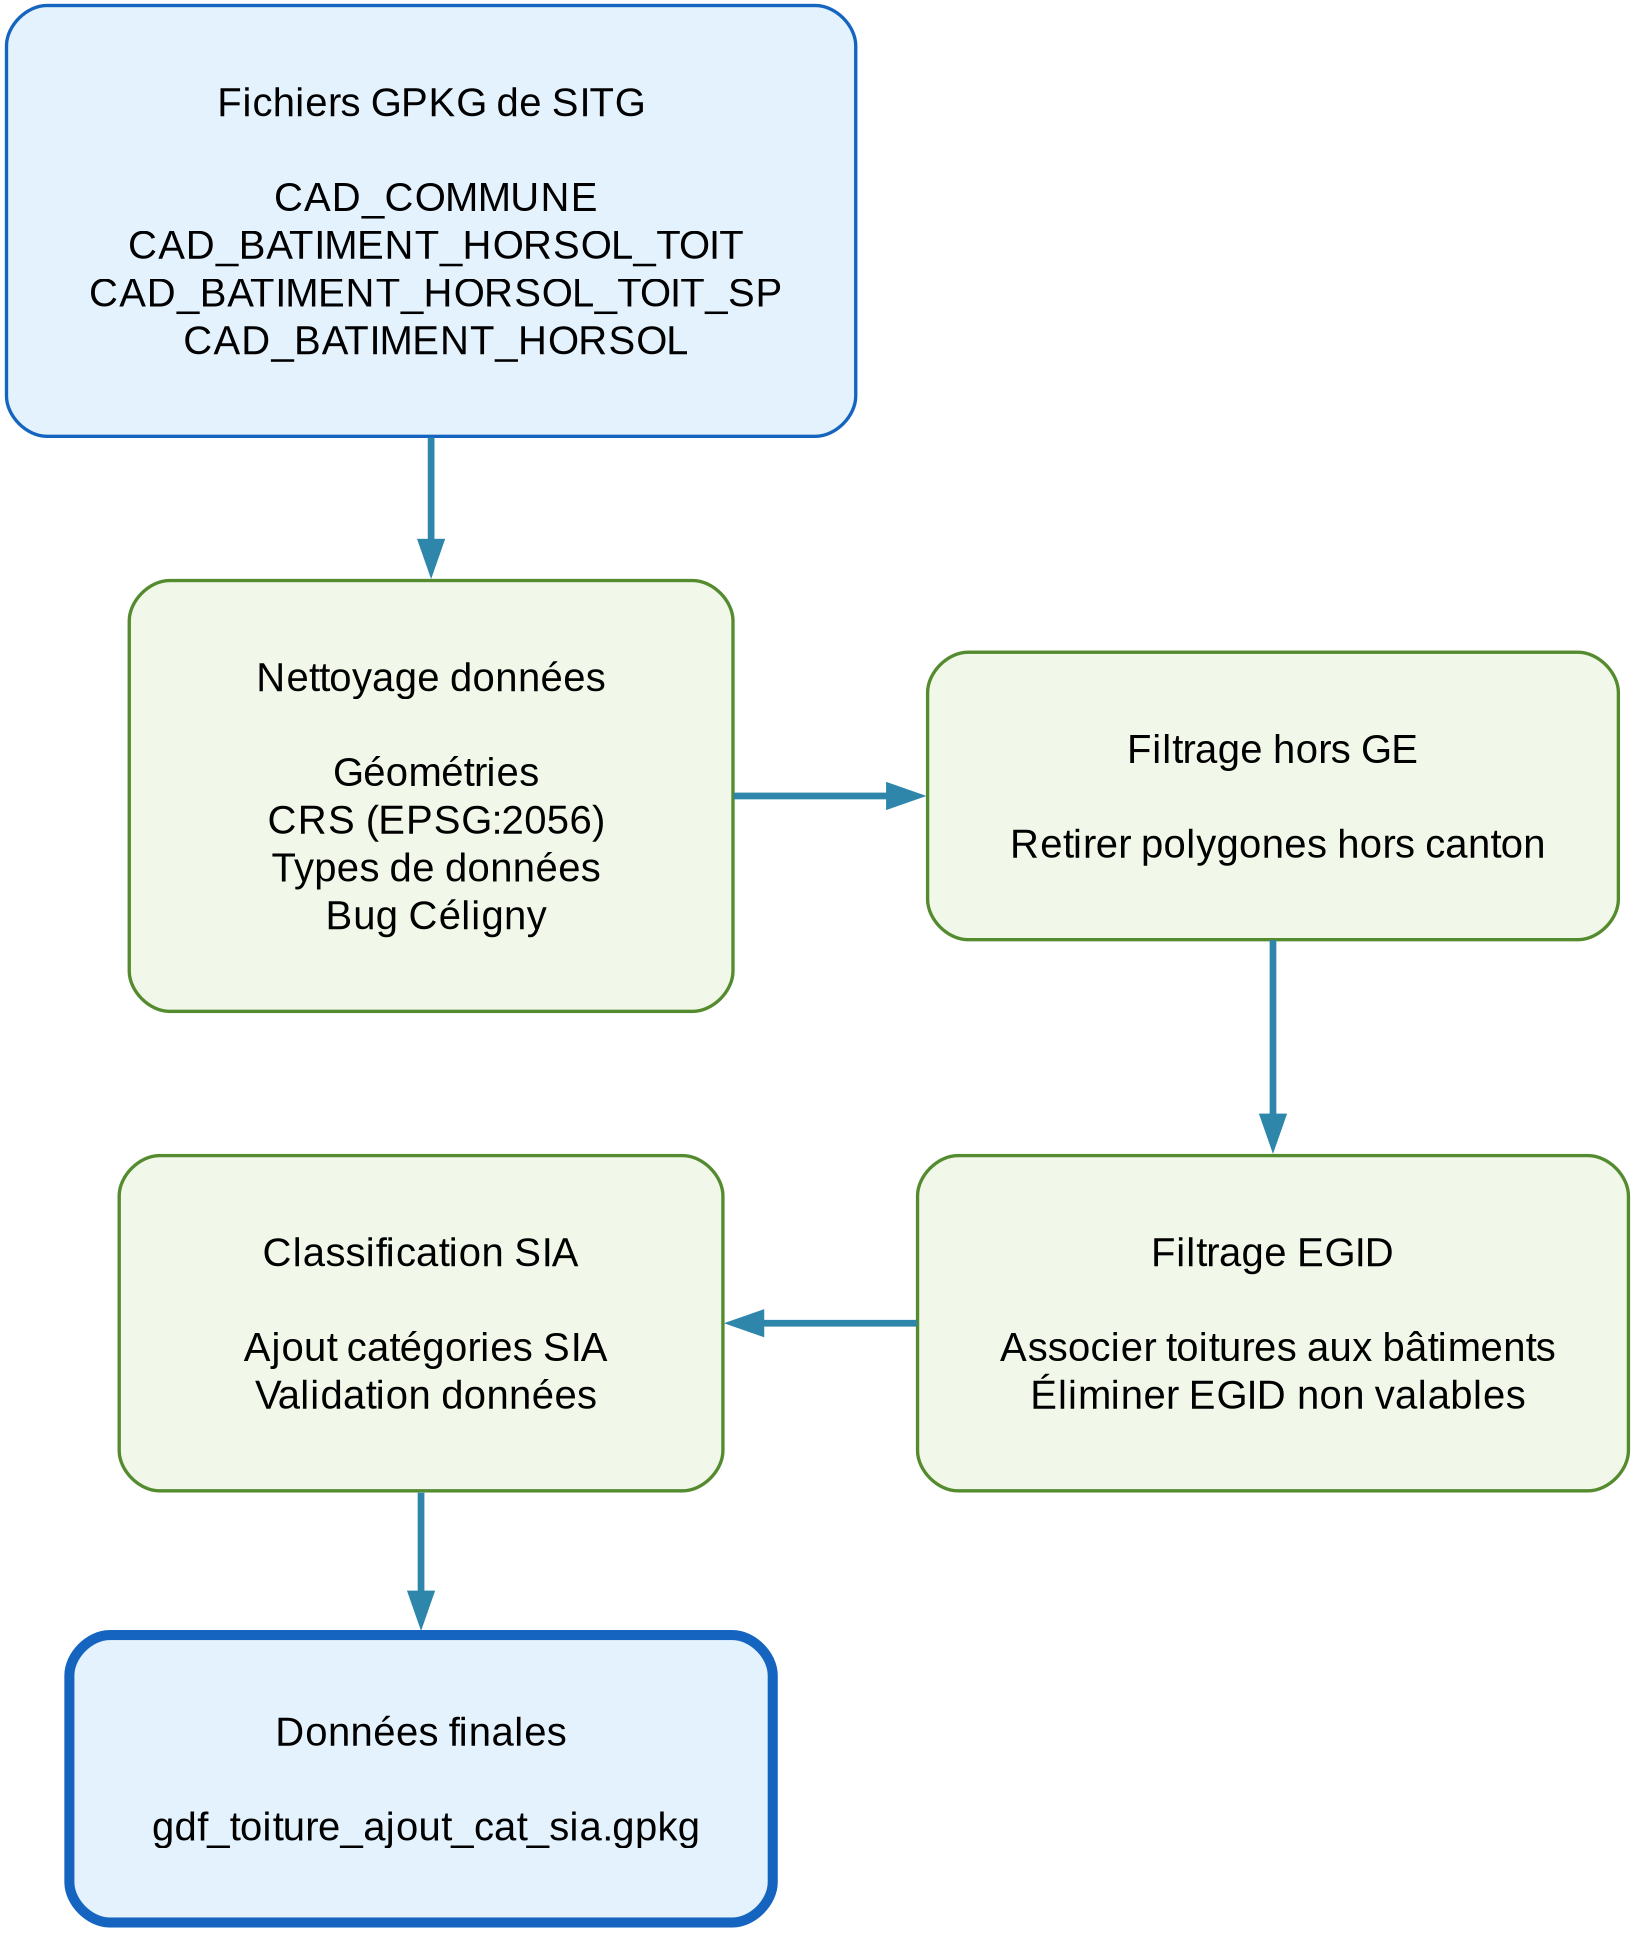 Fichiers GPKG de SITG
CAD_COMMUNE
CAD_BATIMENT_HORSOL_TOIT
CAD_BATIMENT_HORSOL_TOIT_SP
CAD_BATIMENT_HORSOL
Nettoyage données
Géométries
CRS (EPSG:2056)
Types de données
Bug Céligny
Filtrage hors GE
Retirer polygones hors canton
Filtrage EGID
Associer toitures aux bâtiments
Éliminer EGID non valables
Classification SIA
Ajout catégories SIA
Validation données
Données finales
gdf_toiture_ajout_cat_sia.gpkg